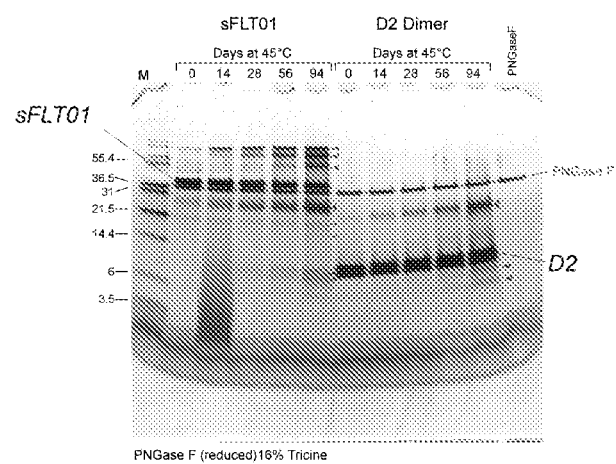 sFLT01 D2 Dimer
Days at 45°C Days at 45°C PNGaseF
M 0 14 28 56 94 0 14 28 56 94
sFLT01
55.4
36.5
31
21.5
14.4
6
3.5
PNGase F
D2
PNGase F (reduced)16% Tricine